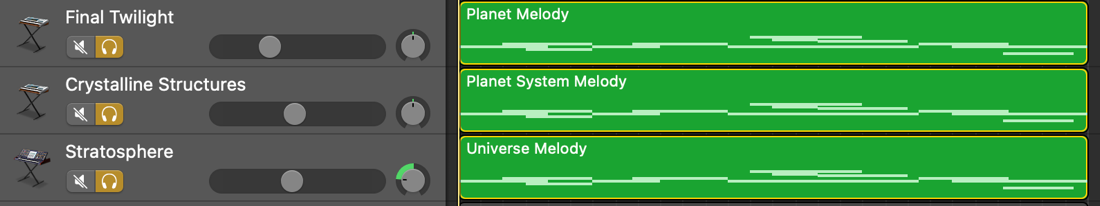 Final Twilight
Planet Melody
Crystalline Structures
Planet System Melody
Stratosphere
Universe Melody